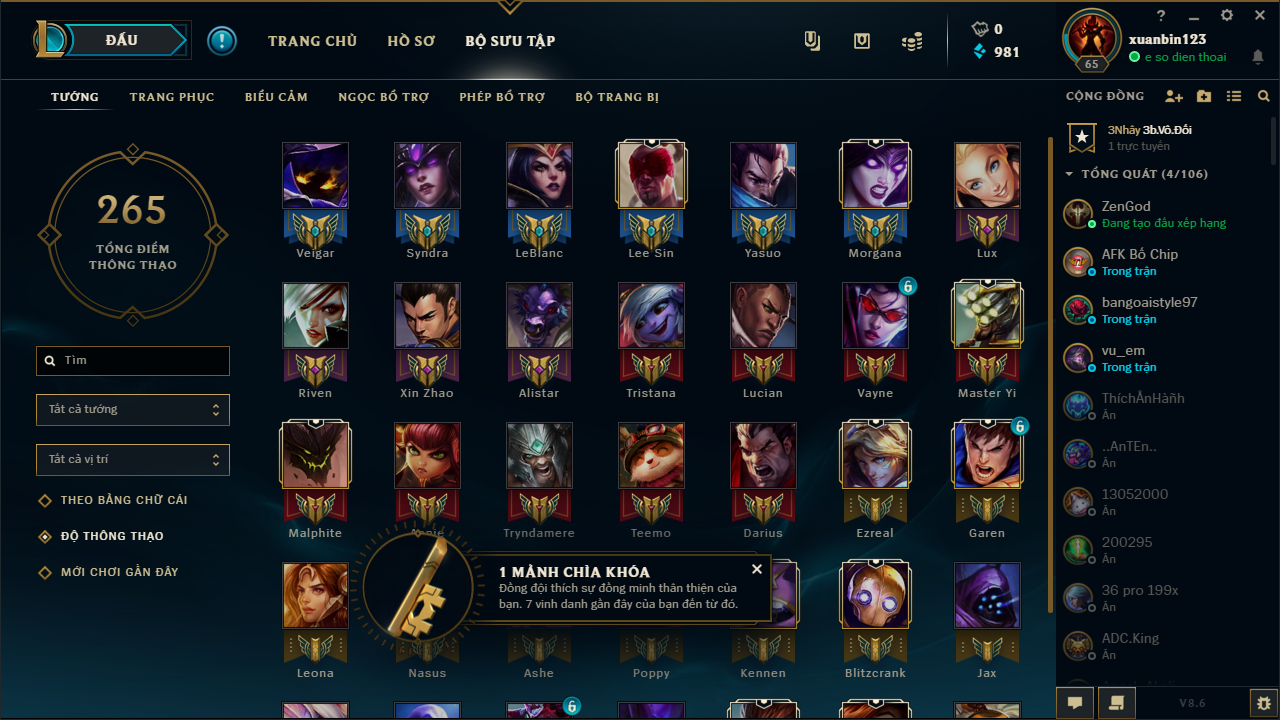 ĐẤU
TRANG CHỦ
HỒ SƠ
BỘ SƯU TẬP
0
981
65
xuanbin123
e so dien thoai
TƯỚNG
TRANG PHỤC
BIỂU CẢM
NGỌC BỔ TRỢ
PHÉP BỔ TRỢ
BỘ TRANG BỊ
265
TỔNG ĐIỂM
THÔNG THẠO
Tìm
Tất cả tướng
Tất cả vị trí
THEO BẢNG CHỮ CÁI
ĐỘ THÔNG THẠO
MỚI CHƠI GẦN ĐÂY
Veigar
Syndra
LeBlanc
Lee Sin
Yasuo
Morgana
Lux
6
Riven
Xin Zhao
Alistar
Tristana
Lucian
Vayne
Master Yi
6
Malphite
Annie
Tryndamere
Teemo
Darius
Ezreal
Garen
1 MẢNH CHÌA KHÓA
Đồng đội thích sự đồng minh thân thiện của
bạn. 7 vinh danh gần đây của bạn đến từ đó.
Leona
Nasus
Ashe
Poppy
Kennen
Blitzcrank
Jax
6
CỘNG ĐỒNG
3Nhây 3b.Vô.Đối
1 trực tuyến
TỔNG QUÁT (4/106)
ZenGod
Đang tạo đấu xếp hạng
AFK Bố Chip
Trong trận
bangoaistyle97
Trong trận
vu_em
Trong trận
ThíchẨnHàñh
Ẩn
..AnTEn..
Ẩn
13052000
Ẩn
200295
Ẩn
36 pro 199x
Ẩn
ADC.King
Ẩn
V8.6